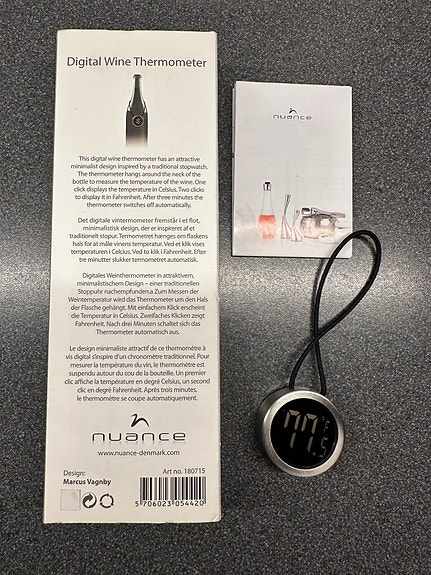 Digital Wine Thermometer
This digital wine thermometer has an attractive
minimalist design inspired by a traditional stopwatch.
The thermometer hangs around the neck of the
bottle to measure the temperature of the wine. One
click displays the temperature in Celsius. Two clicks
to display it in Fahrenheit. After three minutes the
thermometer switches off automatically.
Det digitale vintermometer fremstår i et flot,
minimalistisk design, der er inspireret af et
traditionelt stopur. Termometret hænges om flaskens
hals for at måle vinens temperatur. Ved et klik vises
temperaturen i Celsius. Ved to klik i Fahrenheit. Efter
tre minutter slukker termometret automatisk.
Digitales Weinthermometer in attraktivem,
minimalistischem Design – einer traditionellen
Stoppuhr nachempfunden.a Zum Messen der
Weintemperatur wird das Thermometer um den Hals
der Flasche gehängt. Mit einfachem Klick erscheint
die Temperatur in Celsius. Zweifaches Klicken zeigt
Fahrenheit. Nach drei Minuten schaltet sich das
Thermometer automatisch aus.
Le design minimaliste attractif de ce thermomètre à
vis digital s'inspire d'un chronomètre traditionnel. Pour
mesurer la température du vin, le thermomètre est
suspendu autour du cou de la bouteille. Un premier
clic affiche la température en degré Celsius, un second
clic en degré Fahrenheit. Après trois minutes,
le thermomètre se coupe automatiquement.
nuance
www.nuance-denmark.com
Design:
Marcus Vagnby
Art no. 180715
5 706023 054420
nuance
77.5
°F